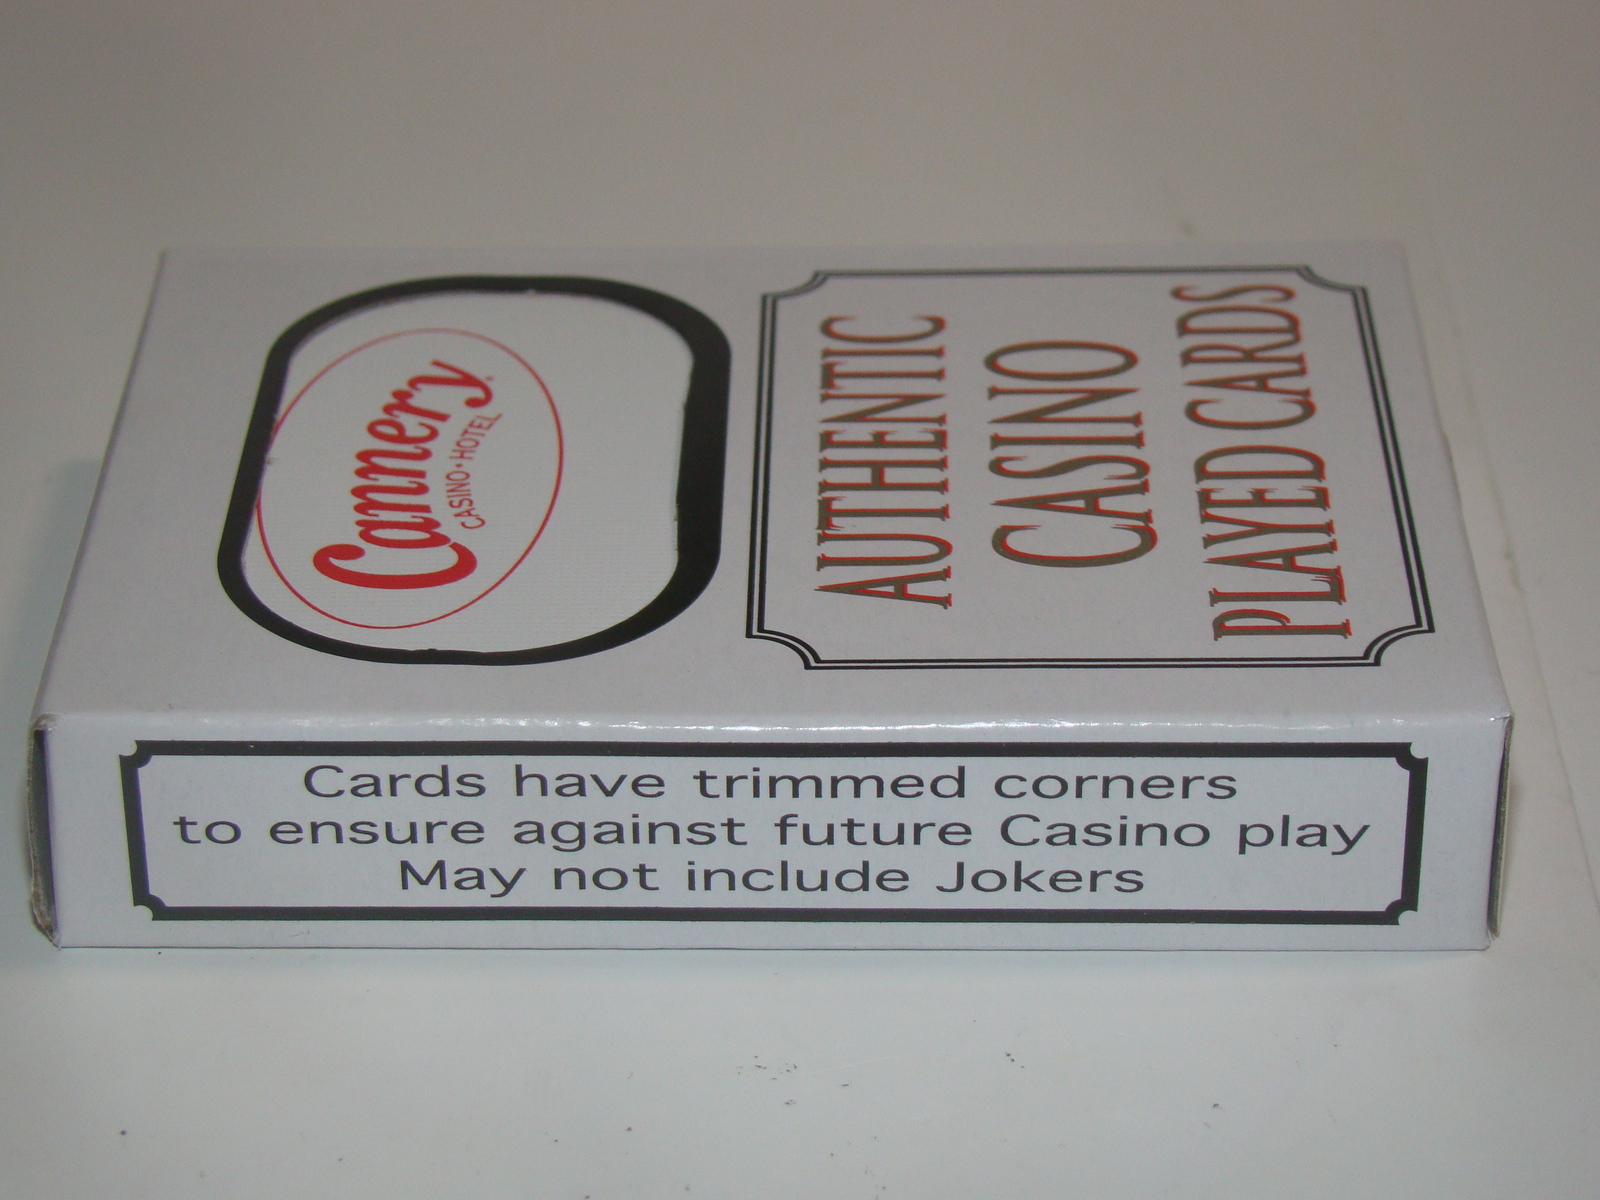 Cannery
CASINO • HOTEL
AUTHENTIC
CASINO
PLAYED CARDS
Cards have trimmed corners
to ensure against future Casino play
May not include Jokers